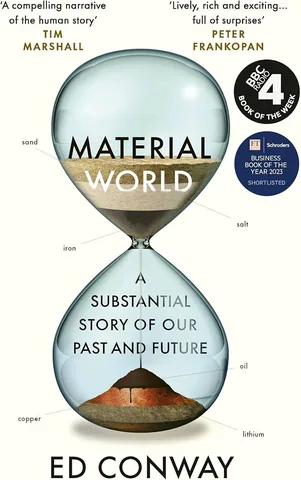 ‘A compelling narrative
of the human story’
TIM
MARSHALL
‘Lively, rich and exciting...
full of surprises’
PETER
FRANKOPAN
BBC
RADIO
4
BOOK OF THE WEEK
FT Schroders
BUSINESS
BOOK OF THE
YEAR 2023
SHORTLISTED
sand
MATERIAL
WORLD
salt
iron
A
SUBSTANTIAL
STORY OF OUR
PAST AND FUTURE
oil
copper
lithium
ED CONWAY